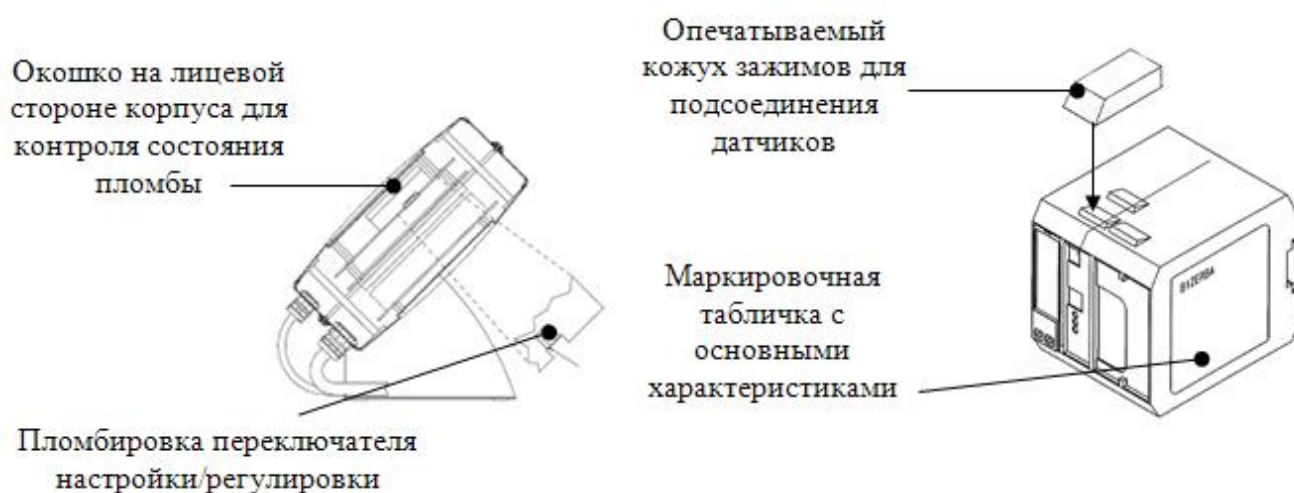 Окошко на лицевой
стороне корпуса для
контроля состояния
пломбы
Пломбировка переключателя
настройки/регулировки
Опечатываемый
кожух зажимов для
подсоединения
датчиков
Маркировочная
табличка с
основными
характеристиками
BIZERBA